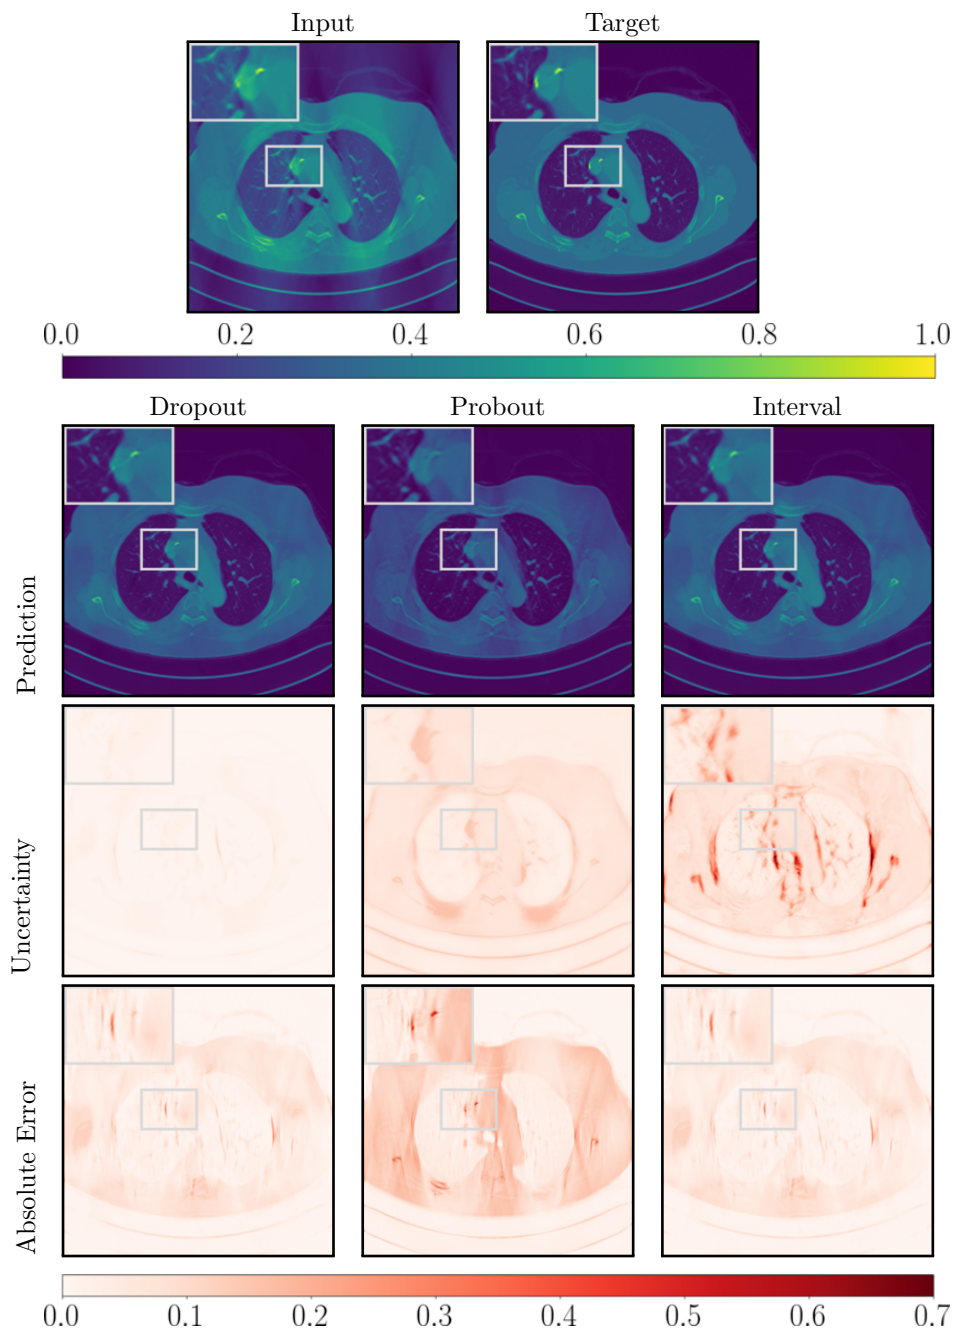 Input Target
0.0 0.2 0.4 0.6 0.8 1.0
Dropout Probout Interval
Prediction
Uncertainty
Absolute Error
0.0 0.1 0.2 0.3 0.4 0.5 0.6 0.7